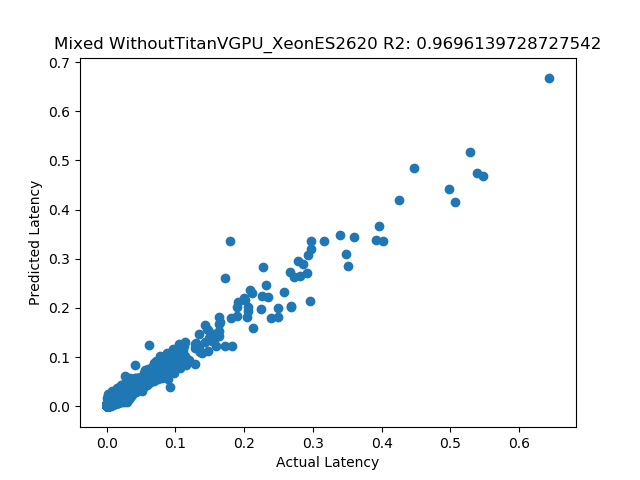 Mixed WithoutTitanVGPU_XeonES2620 R2: 0.9696139728727542
0.7
0.6
0.5
0.4
0.3
0.2
0.1
0.0
Predicted Latency
0.0 0.1 0.2 0.3 0.4 0.5 0.6
Actual Latency